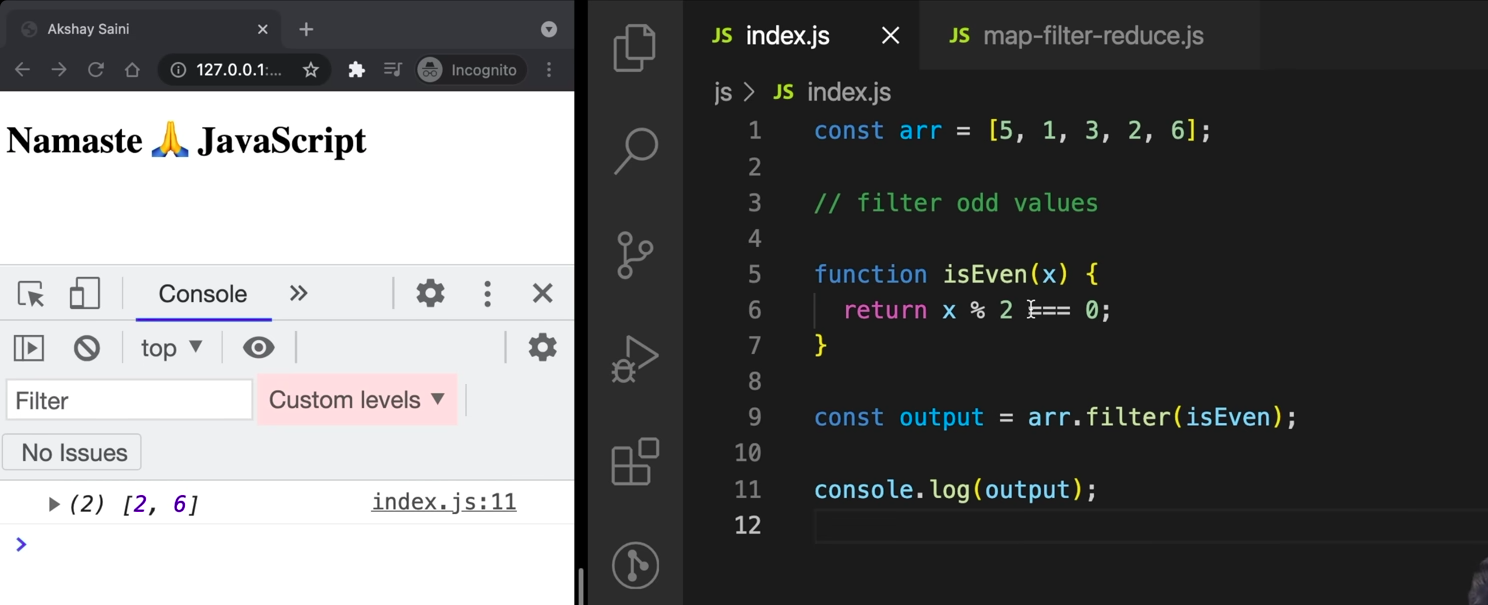 Akshay Saini
127.0.0.1:...
Incognito
Namaste 🙏 JavaScript
Console
top
Filter
Custom levels
No Issues
(2) [2, 6]
index.js:11
JS index.js
JS map-filter-reduce.js
js > JS index.js
1 const arr = [5, 1, 3, 2, 6];
2
3 // filter odd values
4
5 function isEven(x) {
6 return x % 2 === 0;
7 }
8
9 const output = arr.filter(isEven);
10
11 console.log(output);
12